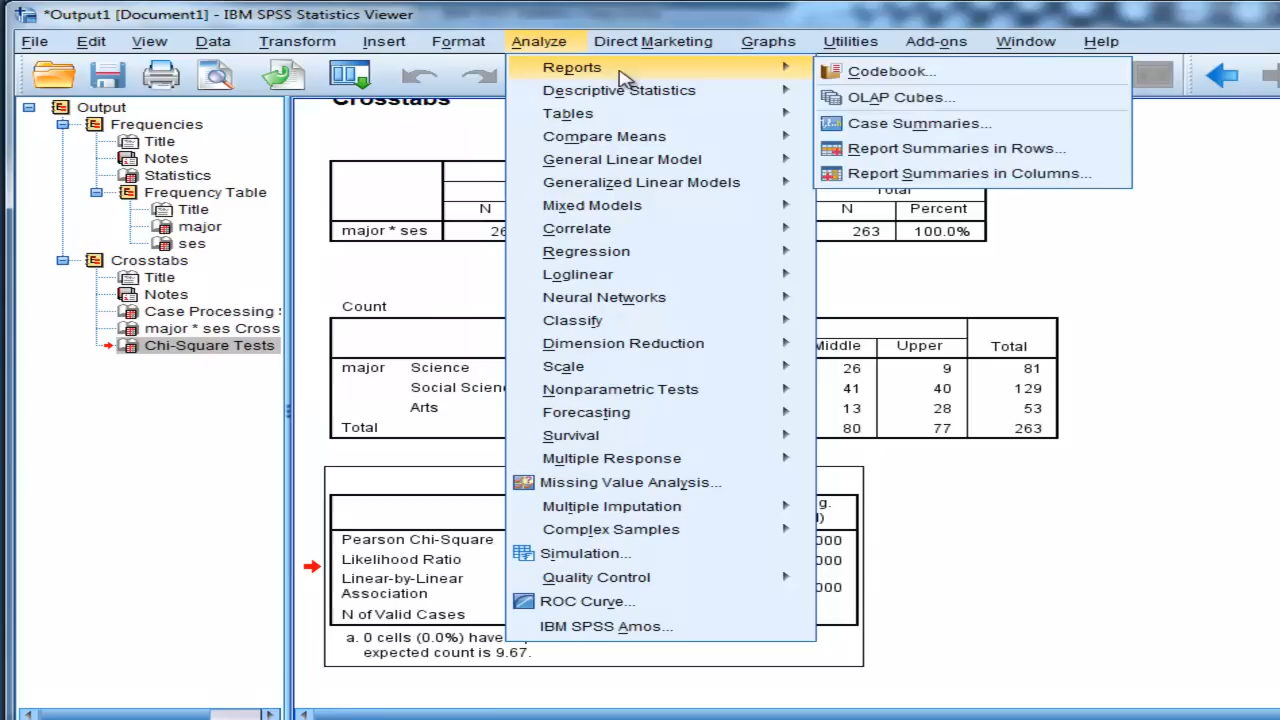 *Output1 [Document1] - IBM SPSS Statistics Viewer
File Edit View Data Transform Insert Format Analyze Direct Marketing Graphs Utilities Add-ons Window Help
Output
Frequencies
Title
Notes
Statistics
Frequency Table
Title
major
ses
Crosstabs
Title
Notes
Case Processing
major * ses Cross
Chi-Square Tests
Reports
Descriptive Statistics
Tables
Compare Means
General Linear Model
Generalized Linear Models
Mixed Models
Correlate
Regression
Loglinear
Neural Networks
Classify
Dimension Reduction
Scale
Nonparametric Tests
Forecasting
Survival
Multiple Response
Missing Value Analysis...
Multiple Imputation
Complex Samples
Simulation...
Quality Control
ROC Curve...
IBM SPSS Amos...
Codebook...
OLAP Cubes...
Case Summaries...
Report Summaries in Rows...
Report Summaries in Columns...
Crosstabs
Total
N N Percent
major * ses 26 263 100.0%
Count
Middle Upper Total
major Science 26 9 81
Social Scien 41 40 129
Arts 13 28 53
Total 80 77 263
g.
)
Pearson Chi-Square 000
Likelihood Ratio 000
Linear-by-Linear
Association 000
N of Valid Cases
a. 0 cells (0.0%) have
expected count is 9.67.